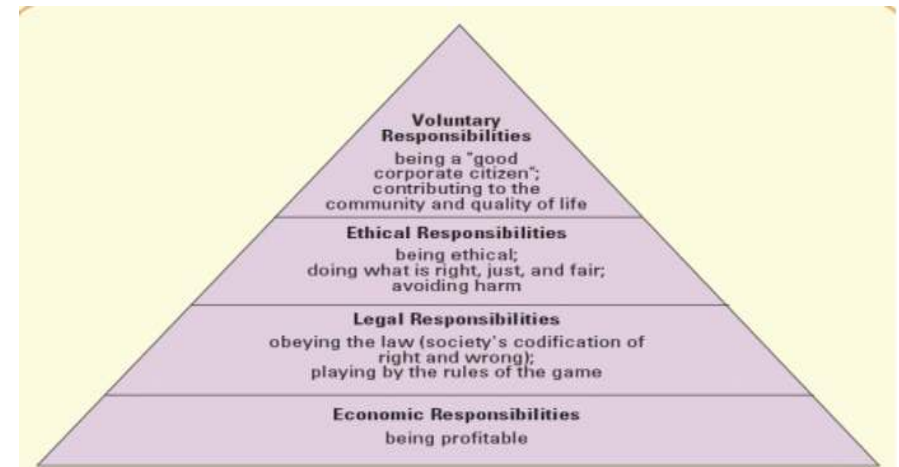 Voluntary
Responsibilities
being a "good
corporate citizen";
contributing to the
community and quality of life
Ethical Responsibilities
being ethical;
doing what is right, just, and fair;
avoiding harm
Legal Responsibilities
obeying the law (society's codification of
right and wrong);
playing by the rules of the game
Economic Responsibilities
being profitable